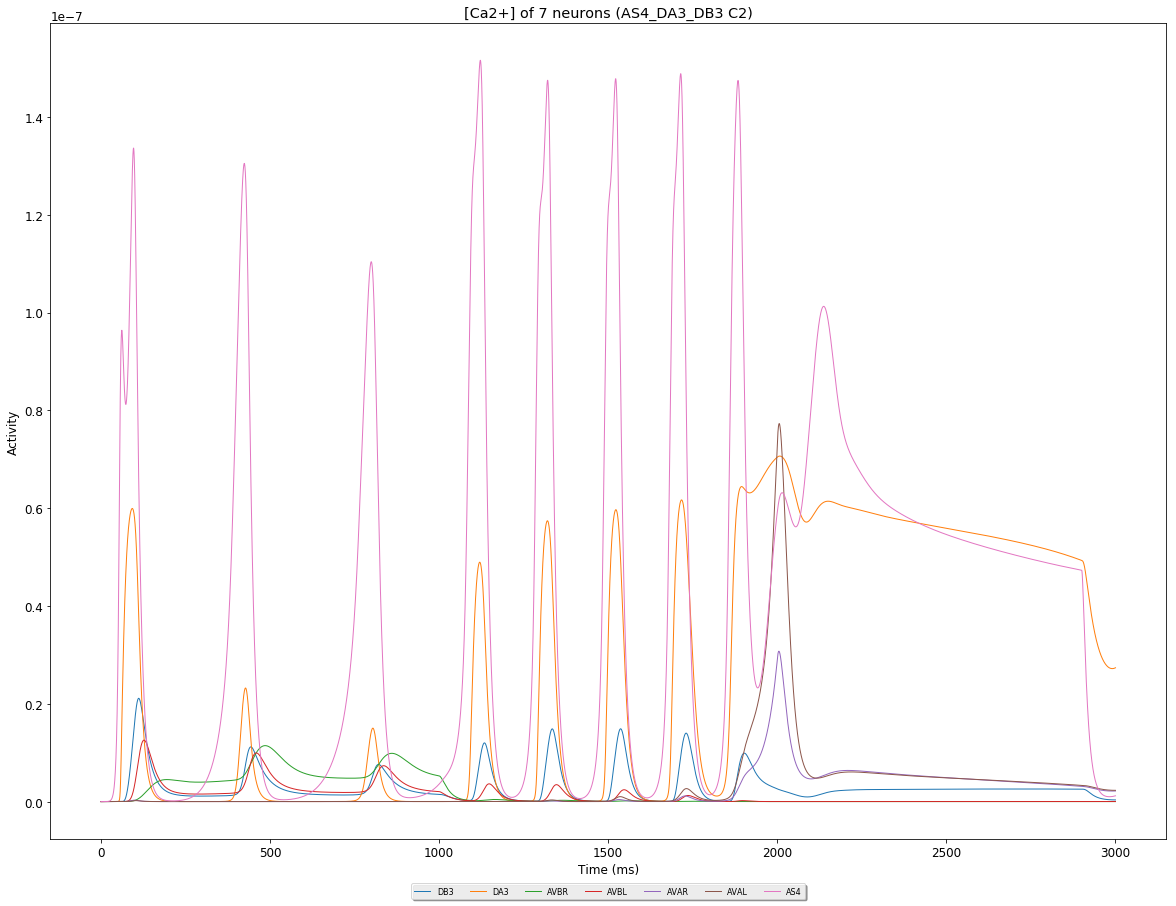 [Ca2+] of 7 neurons (AS4_DA3_DB3 C2)
1e−7
1.4
1.2
1.0
0.8
0.6
0.4
0.2
0.0
Activity
0 500 1000 1500 2000 2500 3000
Time (ms)
DB3 DA3 AVBR AVBL AVAR AVAL AS4